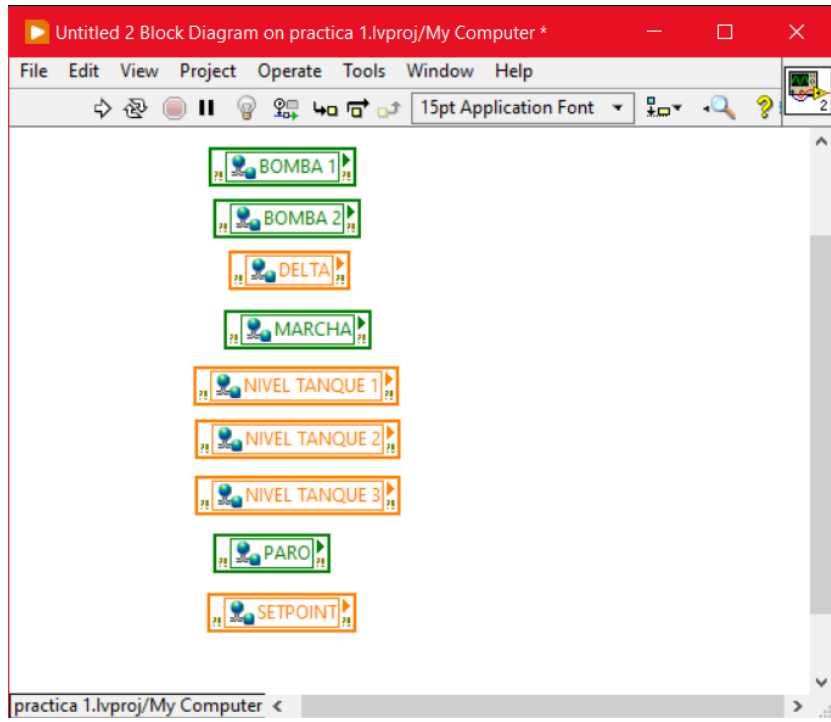 Untitled 2 Block Diagram on practica 1.lvproj/My Computer *
File Edit View Project Operate Tools Window Help
15pt Application Font
2
BOMBA 1
BOMBA 2
DELTA
MARCHA
NIVEL TANQUE 1
NIVEL TANQUE 2
NIVEL TANQUE 3
PARO
SETPOINT
practica 1.lvproj/My Computer